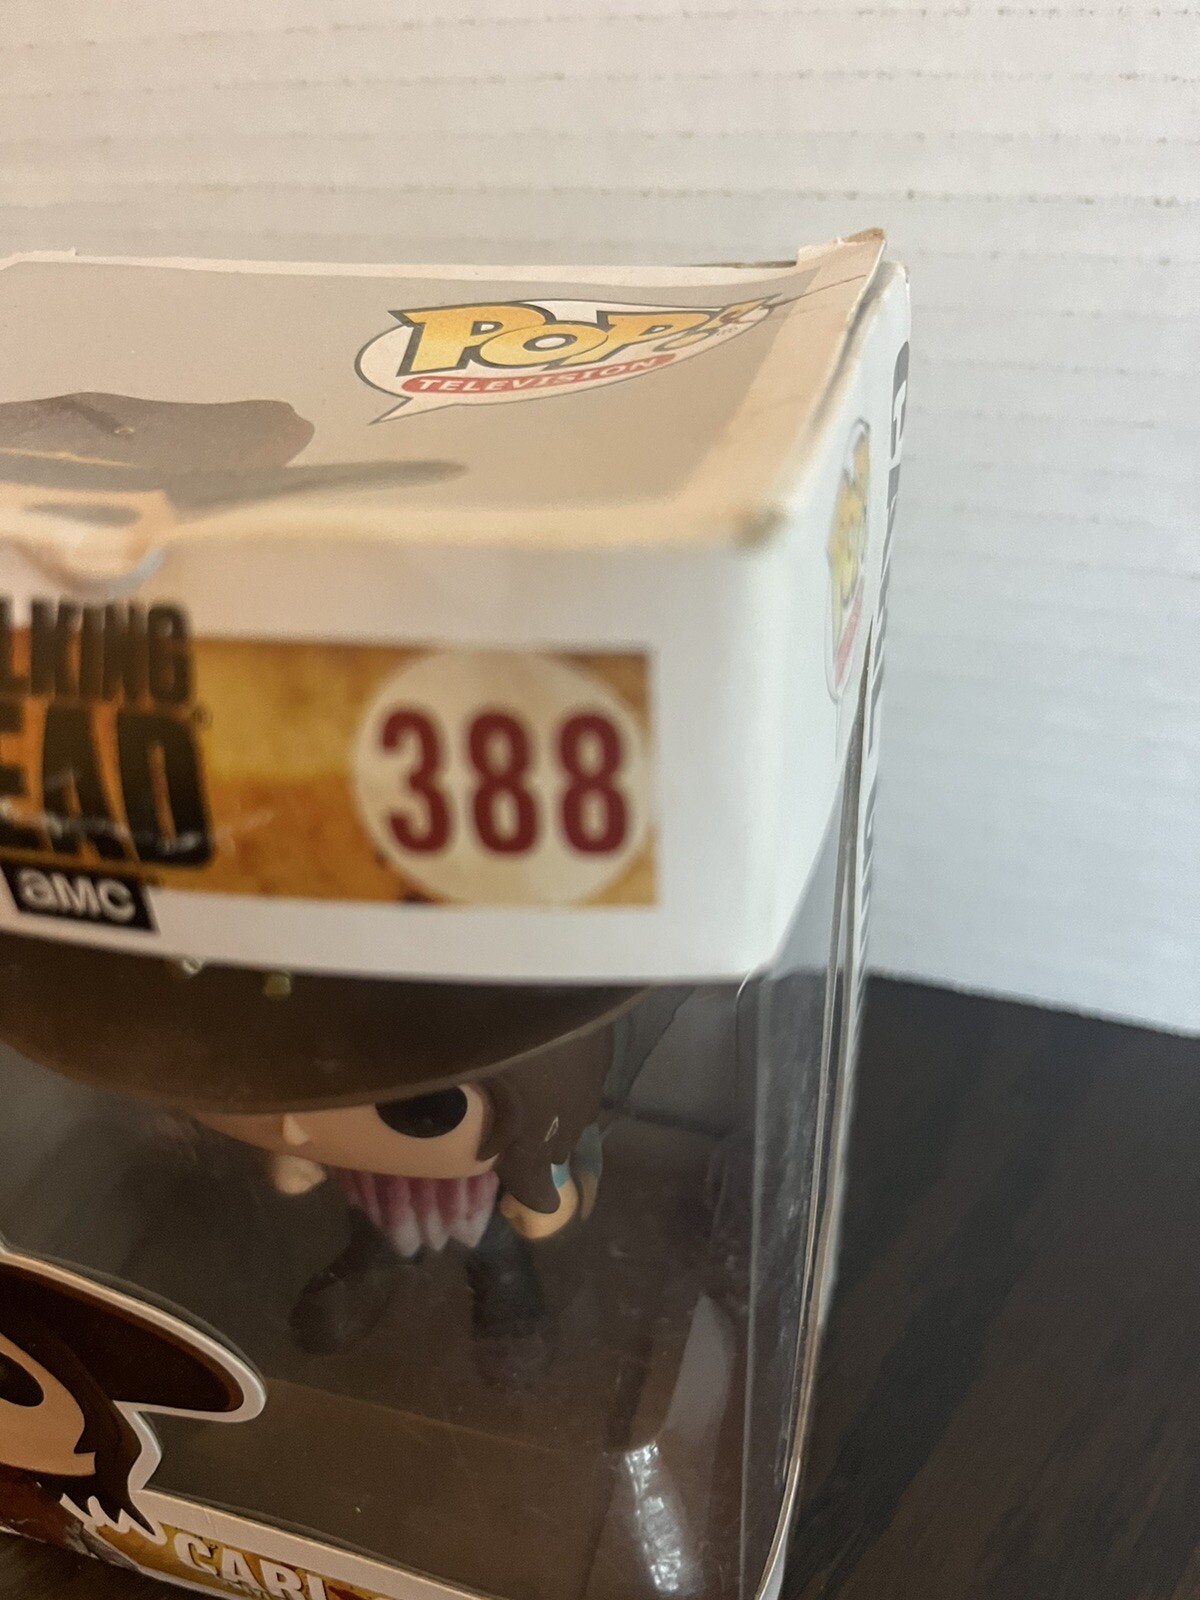 POP!
TELEVISION
LKING
EAD
388
aMC
CARL